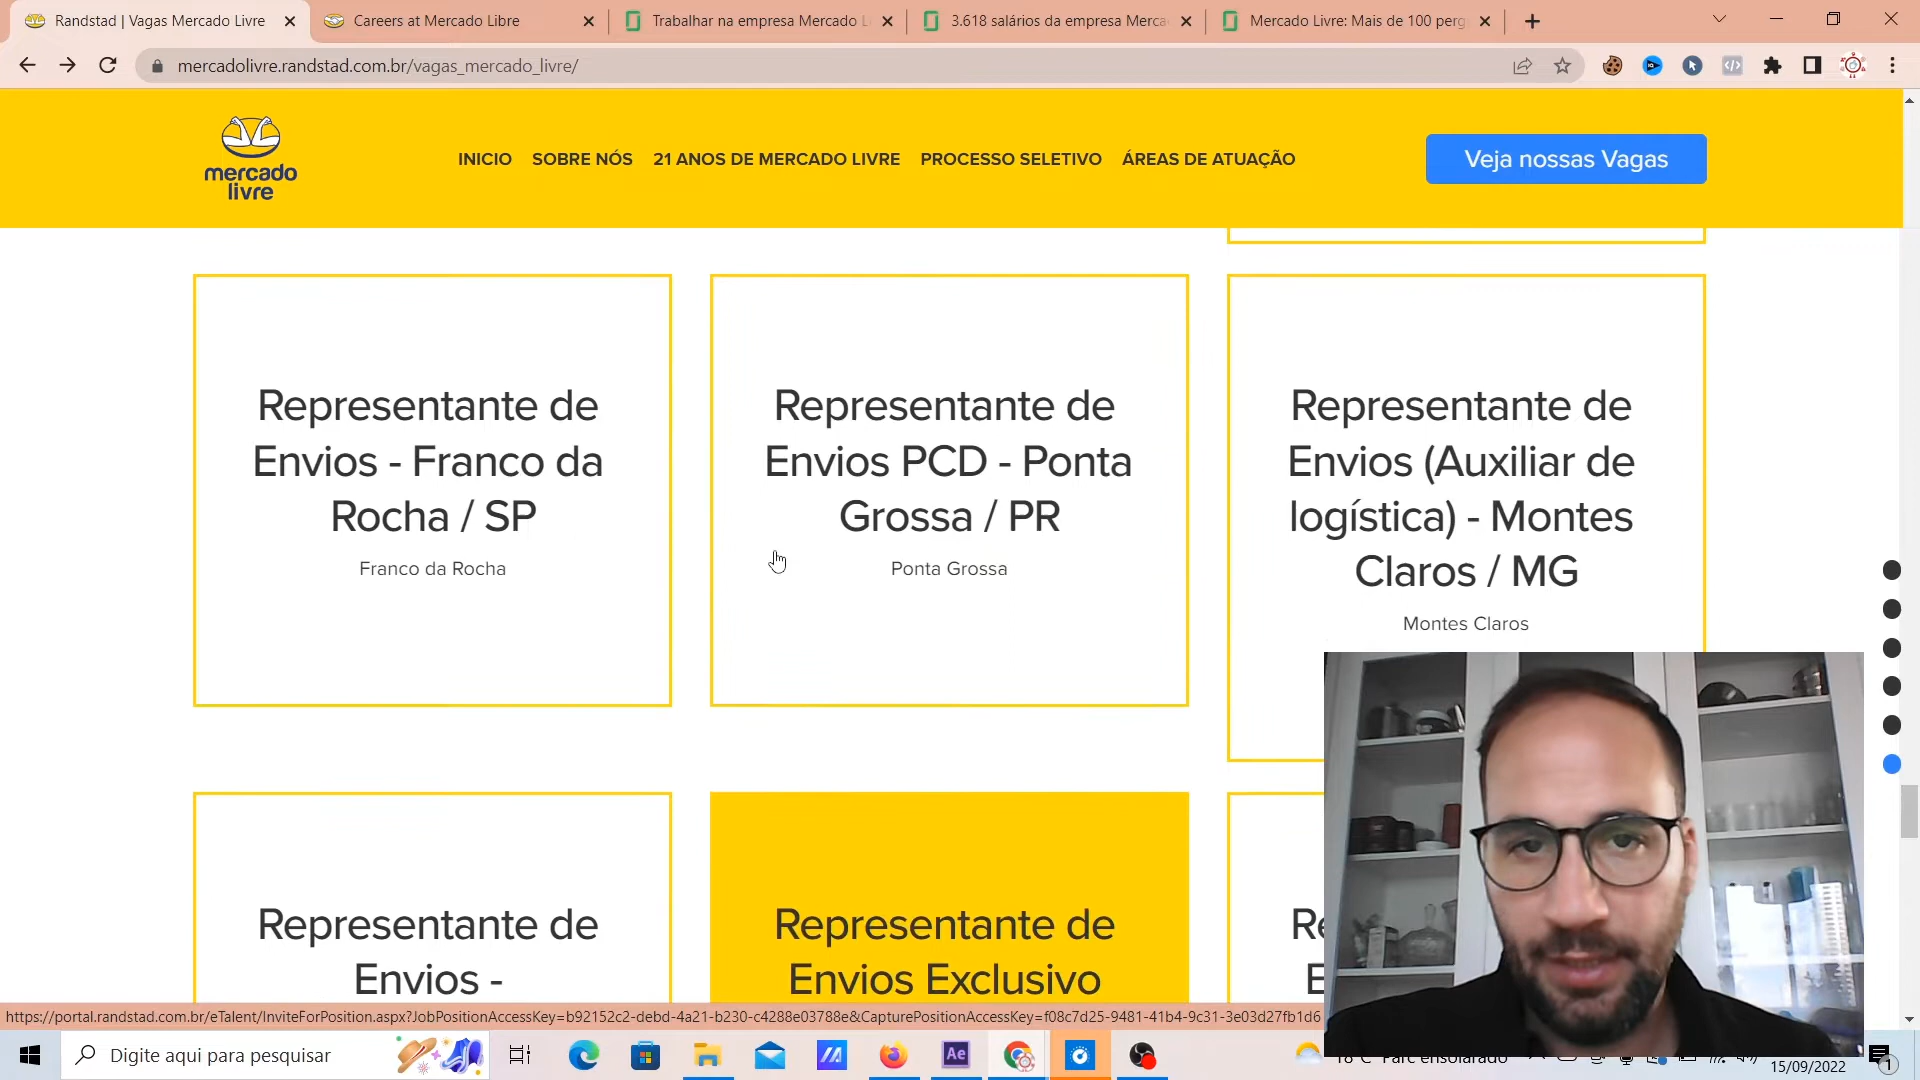 Randstad | Vagas Mercado Livre
Careers at Mercado Libre
Trabalhar na empresa Mercado L
3.618 salários da empresa Merca
Mercado Livre: Mais de 100 perg
mercadolivre.randstad.com.br/vagas_mercado_livre/
mercado
livre
INICIO
SOBRE NÓS
21 ANOS DE MERCADO LIVRE
PROCESSO SELETIVO
ÁREAS DE ATUAÇÃO
Veja nossas Vagas
Representante de
Envios - Franco da
Rocha / SP
Franco da Rocha
Representante de
Envios PCD - Ponta
Grossa / PR
Ponta Grossa
Representante de
Envios (Auxiliar de
logística) - Montes
Claros / MG
Montes Claros
Representante de
Envios -
Representante de
Envios Exclusivo
https://portal.randstad.com.br/eTalent/InviteForPosition.aspx?JobPositionAccessKey=b92152c2-debd-4a21-b230-c4288e03788e&CapturePositionAccessKey=f08c7d25-9481-41b4-9c31-3e03d27fb1d6
Digite aqui para pesquisar
Ae
18°C Parc ensolarado
15/09/2022
1